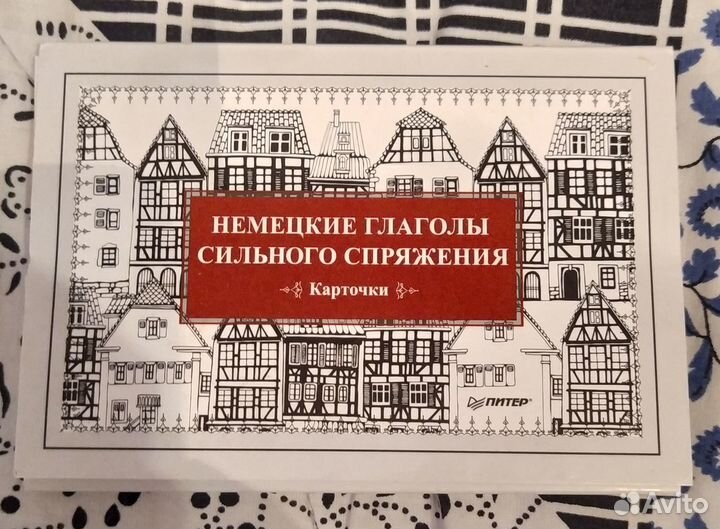 НЕМЕЦКИЕ ГЛАГОЛЫ
СИЛЬНОГО СПРЯЖЕНИЯ
Карточки
ПИТЕР®
Avito